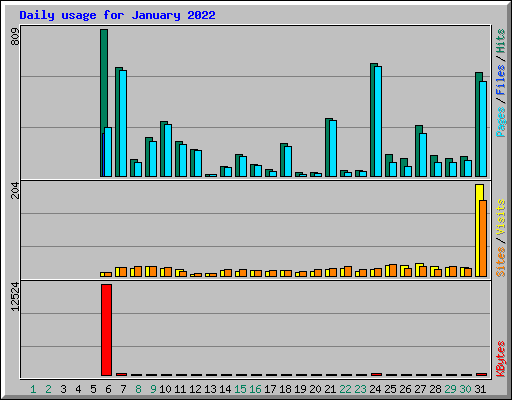 Daily usage for January 2022
809
Pages / Files / Hits
204
Sites / Visits
12524
KBytes
1 2 3 4 5 6 7 8 9 10 11 12 13 14 15 16 17 18 19 20 21 22 23 24 25 26 27 28 29 30 31